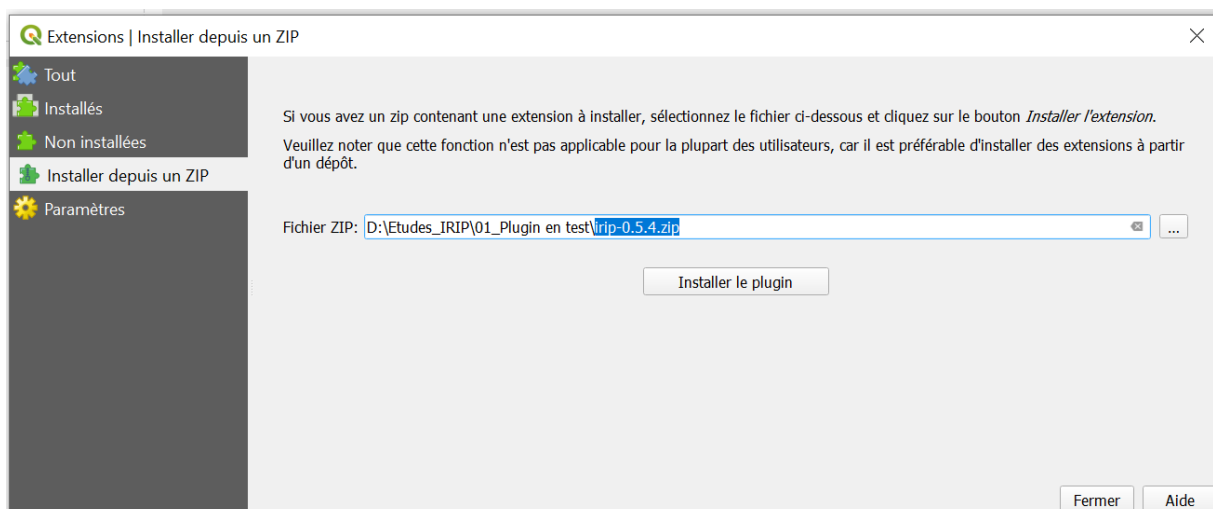 Extensions | Installer depuis un ZIP
Tout
Installés
Non installées
Installer depuis un ZIP
Paramètres
Si vous avez un zip contenant une extension à installer, sélectionnez le fichier ci-dessous et cliquez sur le bouton Installer l'extension.
Veuillez noter que cette fonction n'est pas applicable pour la plupart des utilisateurs, car il est préférable d'installer des extensions à partir
d'un dépôt.
Fichier ZIP: D:\Etudes_IRIP\01_Plugin en test\irip-0.5.4.zip ...
Installer le plugin
Fermer Aide